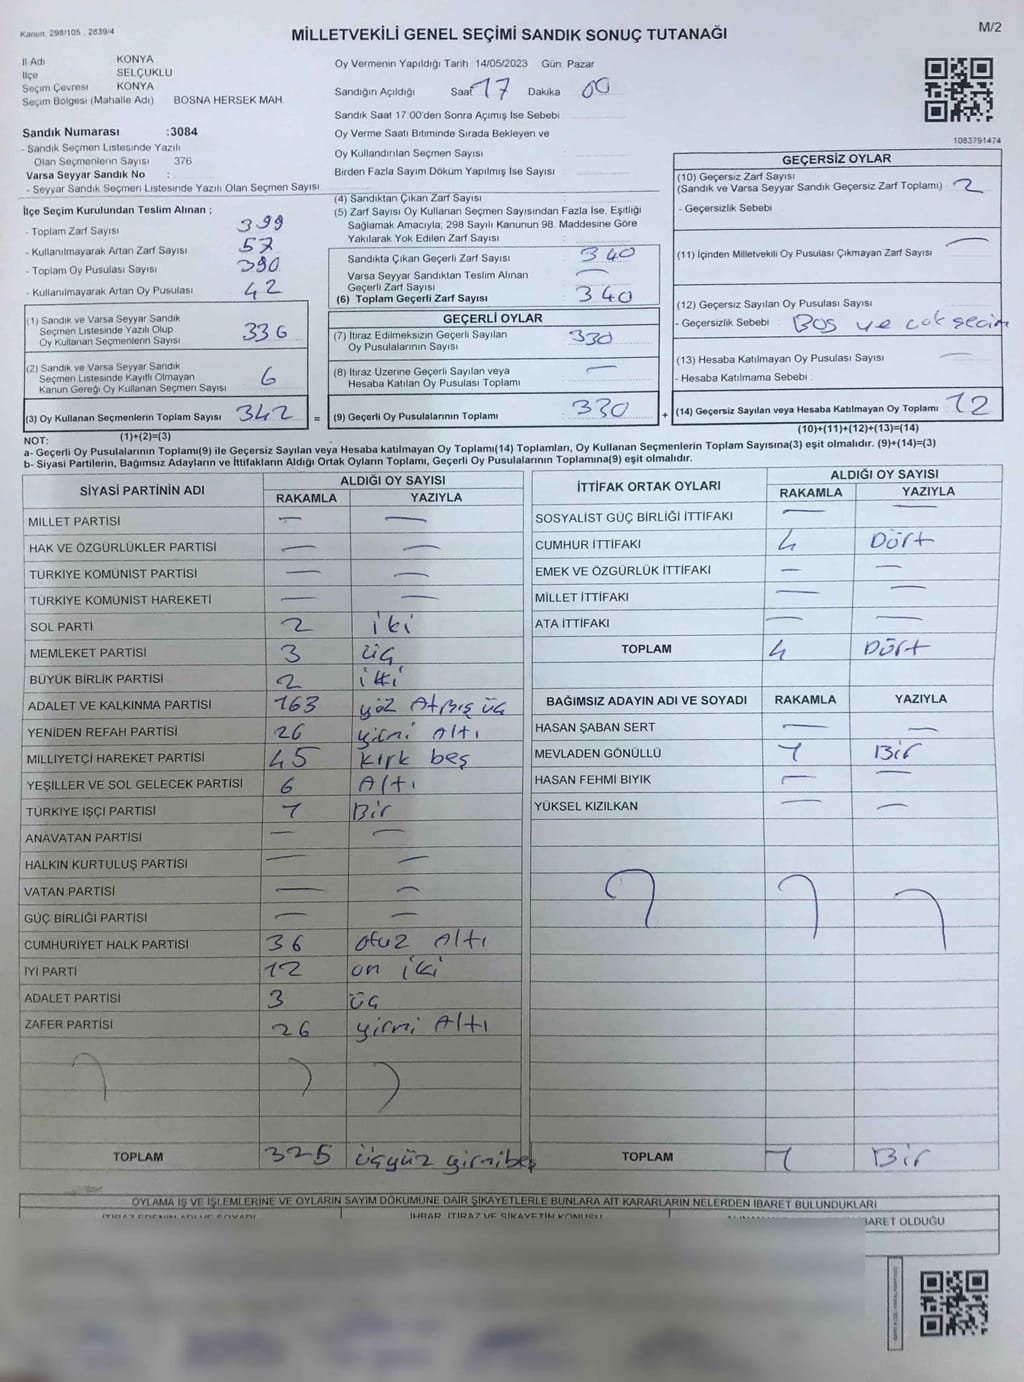 Kanun 298/105 2839/4
MİLLETVEKİLİ GENEL SEÇİMİ SANDIK SONUÇ TUTANAĞI
M/2
İl Adı KONYA
İlçe SELÇUKLU
Seçim Çevresi KONYA
Seçim Bölgesi (Mahalle Adı) BOSNA HERSEK MAH.
Sandık Numarası :3084
- Sandık Seçmen Listesinde Yazılı
Olan Seçmenlerin Sayısı 376
Varsa Seyyar Sandık No :
- Seyyar Sandık Seçmen Listesinde Yazılı Olan Seçmen Sayısı
Oy Vermenin Yapıldığı Tarih :14/05/2023 Gün: Pazar
Sandığın Açıldığı Saat 17 Dakika 00
Sandık Saat 17.00'den Sonra Açımış İse Sebebi
Oy Verme Saati Bitiminde Sırada Bekleyen ve
Oy Kullandırılan Seçmen Sayısı
Birden Fazla Sayım Döküm Yapılmış İse Sayısı
1083791474
İlçe Seçim Kurulundan Teslim Alınan ;
- Toplam Zarf Sayısı 399
- Kullanılmayarak Artan Zarf Sayısı 57
- Toplam Oy Pusulası Sayısı 390
- Kullanılmayarak Artan Oy Pusulası 42
(1) Sandık ve Varsa Seyyar Sandık
Seçmen Listesinde Yazılı Olup
Oy Kullanan Seçmenlerin Sayısı 336
(2) Sandık ve Varsa Seyyar Sandık
Seçmen Listesinde Kayıtlı Olmayan
Kanun Gereği Oy Kullanan Seçmen Sayısı 6
(3) Oy Kullanan Seçmenlerin Toplam Sayısı 342 =
(1)+(2)=(3)
(4) Sandıktan Çıkan Zarf Sayısı
(5) Zarf Sayısı Oy Kullanan Seçmen Sayısından Fazla İse, Eşitliği
Sağlamak Amacıyla, 298 Sayılı Kanunun 98. Maddesine Göre
Yakılarak Yok Edilen Zarf Sayısı :
Sandıkta Çıkan Geçerli Zarf Sayısı : 340
Varsa Seyyar Sandıktan Teslim Alınan
Geçerli Zarf Sayısı : —
(6) Toplam Geçerli Zarf Sayısı : 340
GEÇERLİ OYLAR
(7) İtiraz Edilmeksizin Geçerli Sayılan
Oy Pusulalarının Sayısı 330
(8) İtiraz Üzerine Geçerli Sayılan veya
Hesaba Katılan Oy Pusulası Toplamı —
(9) Geçerli Oy Pusulalarının Toplamı : 330 +
GEÇERSİZ OYLAR
(10) Geçersiz Zarf Sayısı
(Sandık ve Varsa Seyyar Sandık Geçersiz Zarf Toplamı) : 2
- Geçersizlik Sebebi
(11) İçinden Milletvekili Oy Pusulası Çıkmayan Zarf Sayısı —
(12) Geçersiz Sayılan Oy Pusulası Sayısı
- Geçersizlik Sebebi : Boş ve çok seçim
(13) Hesaba Katılmayan Oy Pusulası Sayısı —
- Hesaba Katılmama Sebebi :
(14) Geçersiz Sayılan veya Hesaba Katılmayan Oy Toplamı : 12
(10)+(11)+(12)+(13)=(14)
NOT:
a- Geçerli Oy Pusulalarının Toplamı(9) ile Geçersiz Sayılan veya Hesaba katılmayan Oy Toplamı(14) Toplamları, Oy Kullanan Seçmenlerin Toplam Sayısına(3) eşit olmalıdır. (9)+(14)=(3)
b- Siyasi Partilerin, Bağımsız Adayların ve İttifakların Aldığı Ortak Oyların Toplamı, Geçerli Oy Pusulalarının Toplamına(9) eşit olmalıdır.
SİYASİ PARTİNİN ADI ALDIĞI OY SAYISI
RAKAMLA YAZIYLA
MİLLET PARTİSİ — —
HAK VE ÖZGÜRLÜKLER PARTİSİ — —
TÜRKİYE KOMÜNİST PARTİSİ — —
TÜRKİYE KOMÜNİST HAREKETİ — —
SOL PARTİ 2 iki
MEMLEKET PARTİSİ 3 üç
BÜYÜK BİRLİK PARTİSİ 2 iki
ADALET VE KALKINMA PARTİSİ 163 yüz Atmış üç
YENİDEN REFAH PARTİSİ 26 yirmi Altı
MİLLİYETÇİ HAREKET PARTİSİ 45 kırk beş
YEŞİLLER VE SOL GELECEK PARTİSİ 6 Altı
TÜRKİYE İŞÇİ PARTİSİ 1 Bir
ANAVATAN PARTİSİ — —
HALKIN KURTULUŞ PARTİSİ — —
VATAN PARTİSİ — —
GÜÇ BİRLİĞİ PARTİSİ — —
CUMHURİYET HALK PARTİSİ 36 otuz Altı
İYİ PARTİ 12 on iki
ADALET PARTİSİ 3 üç
ZAFER PARTİSİ 26 yirmi Altı
TOPLAM 325 üçyüz yirmibeş
İTTİFAK ORTAK OYLARI ALDIĞI OY SAYISI
RAKAMLA YAZIYLA
SOSYALİST GÜÇ BİRLİĞİ İTTİFAKI — —
CUMHUR İTTİFAKI 4 Dört
EMEK VE ÖZGÜRLÜK İTTİFAKI — —
MİLLET İTTİFAKI — —
ATA İTTİFAKI — —
TOPLAM 4 Dört
BAĞIMSIZ ADAYIN ADI VE SOYADI RAKAMLA YAZIYLA
HASAN ŞABAN SERT — —
MEVLADEN GÖNÜLLÜ 1 Bir
HASAN FEHMİ BIYIK — —
YÜKSEL KIZILKAN — —
TOPLAM 1 Bir
OYLAMA İŞ VE İŞLEMLERİNE VE OYLARIN SAYIM DÖKÜMÜNE DAİR ŞİKAYETLERLE BUNLARA AİT KARARLARIN NELERDEN İBARET BULUNDUKLARI
İTİRAZ EDENİN ADI VE SOYADI İHBAR, İTİRAZ VE ŞİKAYETİN KONUSU BARET OLDUĞU